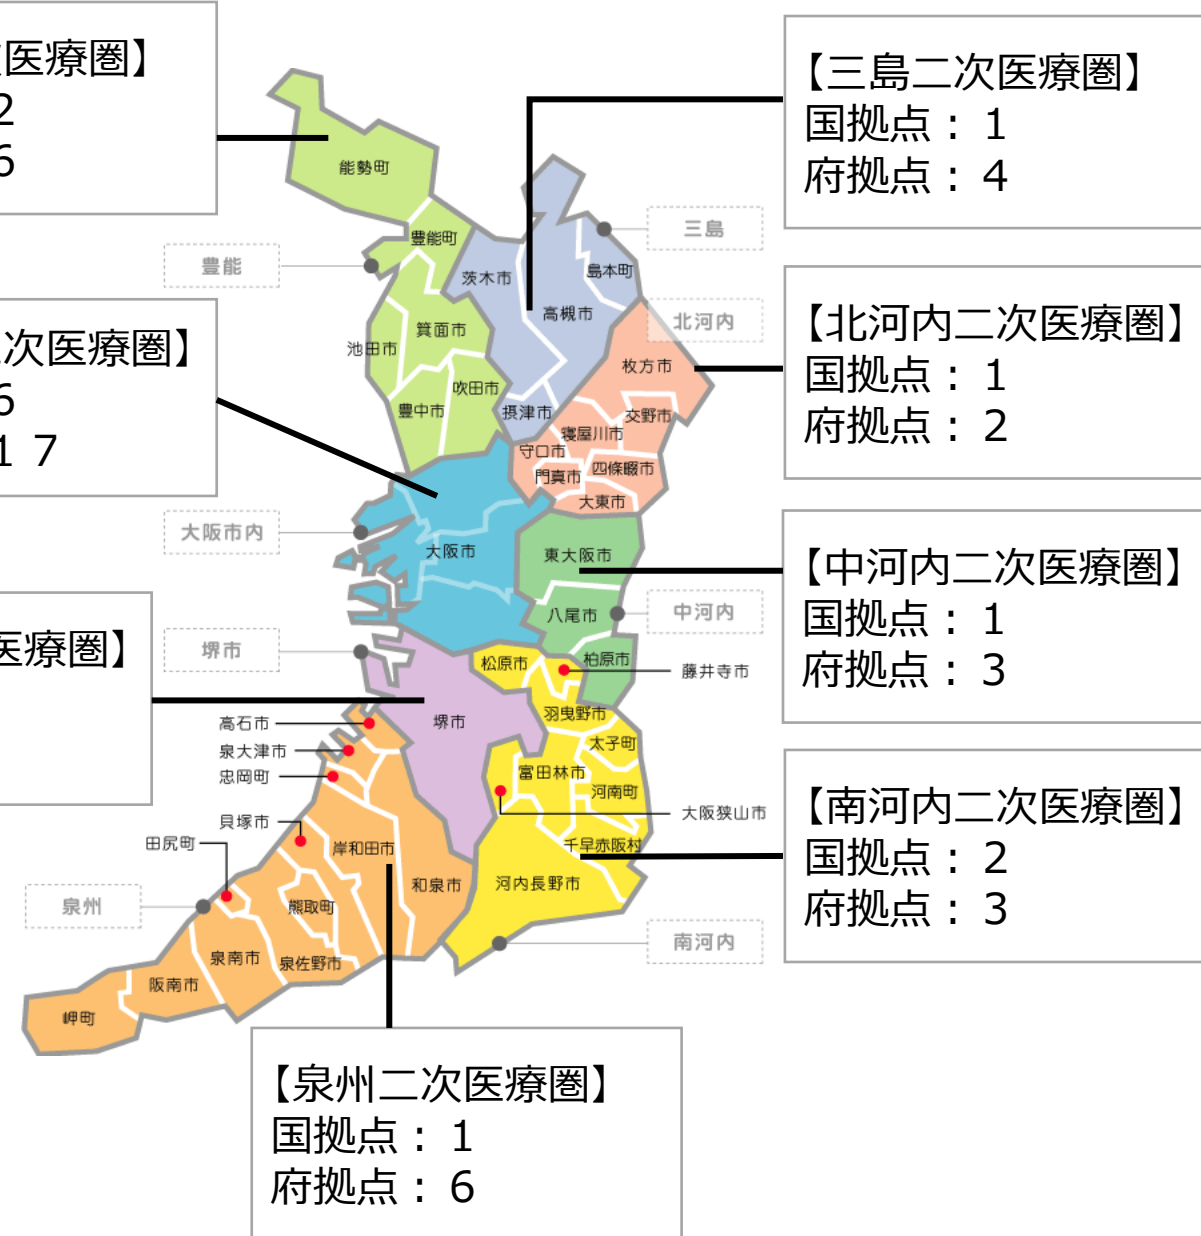 医療圏】
2
6
【三島二次医療圏】
国拠点：1
府拠点：4
能勢町
豊能町
豊能
三島
茨木市
島本町
高槻市
北河内
箕面市
池田市
吹田市
豊中市
摂津市
次医療圏】
6
17
【北河内二次医療圏】
国拠点：1
府拠点：2
枚方市
交野市
寝屋川市
守口市
四條畷市
門真市
大東市
大阪市内
大阪市
東大阪市
八尾市
中河内
柏原市
【中河内二次医療圏】
国拠点：1
府拠点：3
医療圏】
堺市
堺市
松原市
藤井寺市
羽曳野市
太子町
富田林市
河南町
大阪狭山市
千早赤阪村
河内長野市
南河内
【南河内二次医療圏】
国拠点：2
府拠点：3
高石市
泉大津市
忠岡町
貝塚市
田尻町
岸和田市
和泉市
泉州
熊取町
泉南市
泉佐野市
阪南市
岬町
【泉州二次医療圏】
国拠点：1
府拠点：6